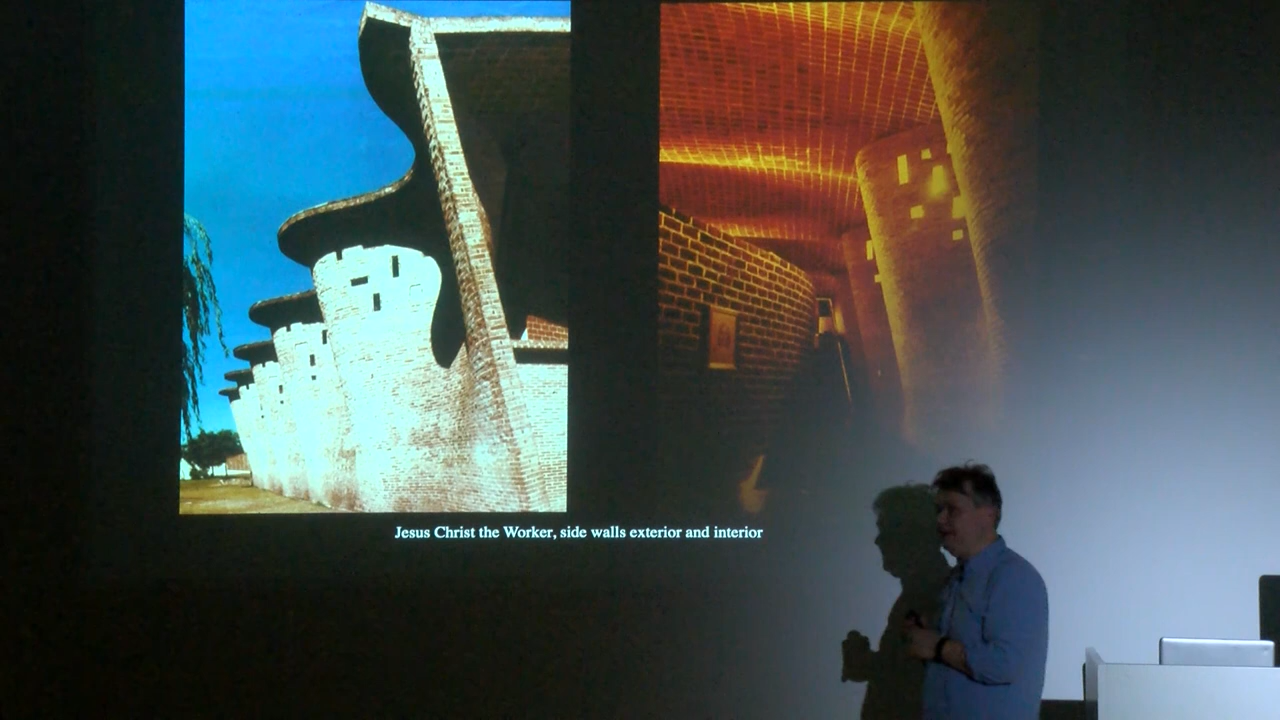 Jesus Christ the Worker, side walls exterior and interior